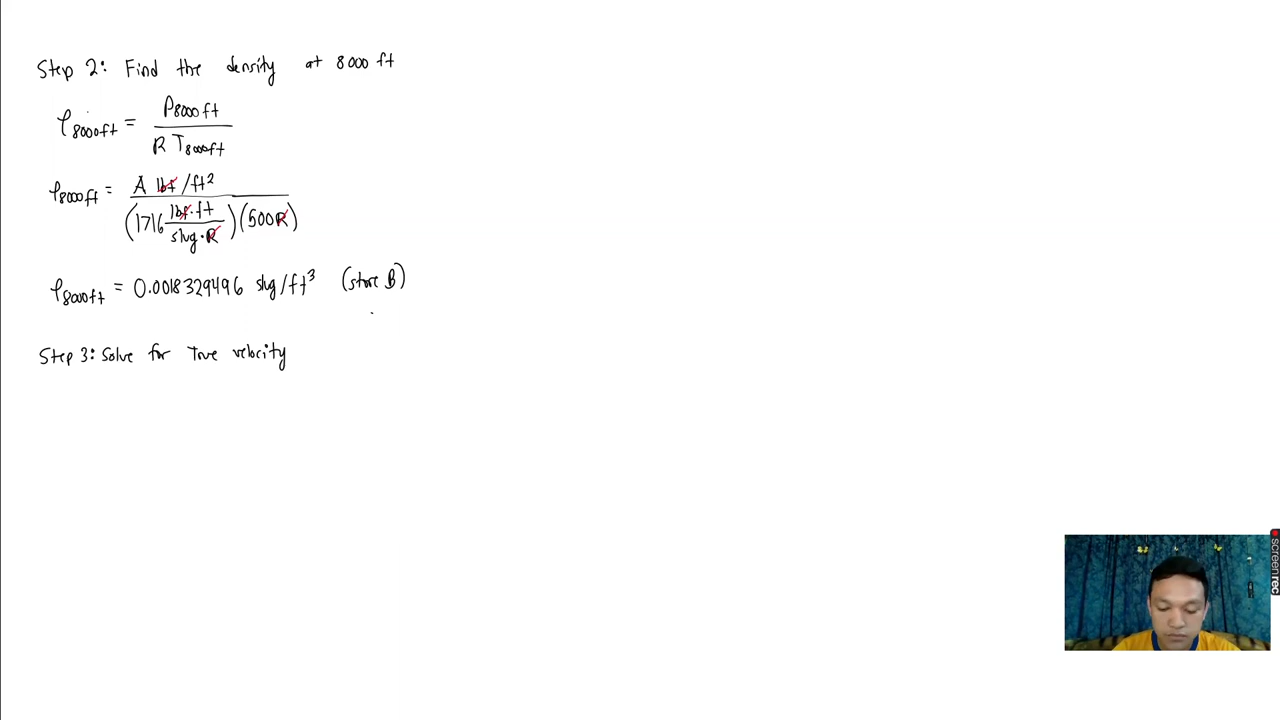 Step 2: Find the density at 8000 ft
ρ8000ft = P8000ft / R T8000ft
ρ8000ft = A lbf/ft² / (1716 lbf·ft / slug·R)(500R)
ρ8000ft = 0.0018329496 slug/ft³ (store B)
Step 3: Solve for True velocity
screenrec